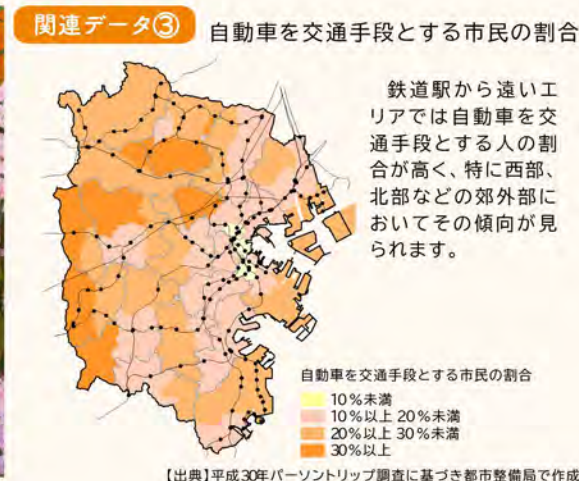 関連データ③
自動車を交通手段とする市民の割合
鉄道駅から遠いエ
リアでは自動車を交
通手段とする人の割
合が高く、特に西部、
北部などの郊外部に
おいてその傾向が見
られます。
自動車を交通手段とする市民の割合
10%未満
10%以上 20%未満
20%以上 30%未満
30%以上
【出典】平成30年パーソントリップ調査に基づき都市整備局で作成